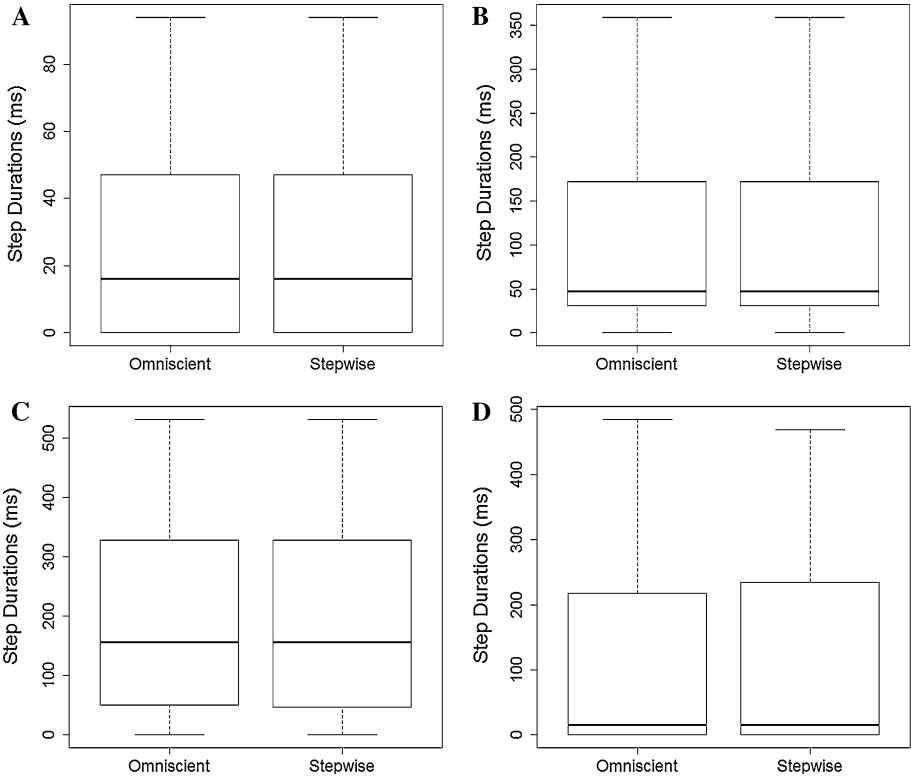 A
Step Durations (ms)
80
60
40
20
0
Omniscient Stepwise
B
Step Durations (ms)
350
300
250
200
150
100
50
0
Omniscient Stepwise
C
Step Durations (ms)
500
400
300
200
100
0
Omniscient Stepwise
D
Step Durations (ms)
500
400
300
200
100
0
Omniscient Stepwise